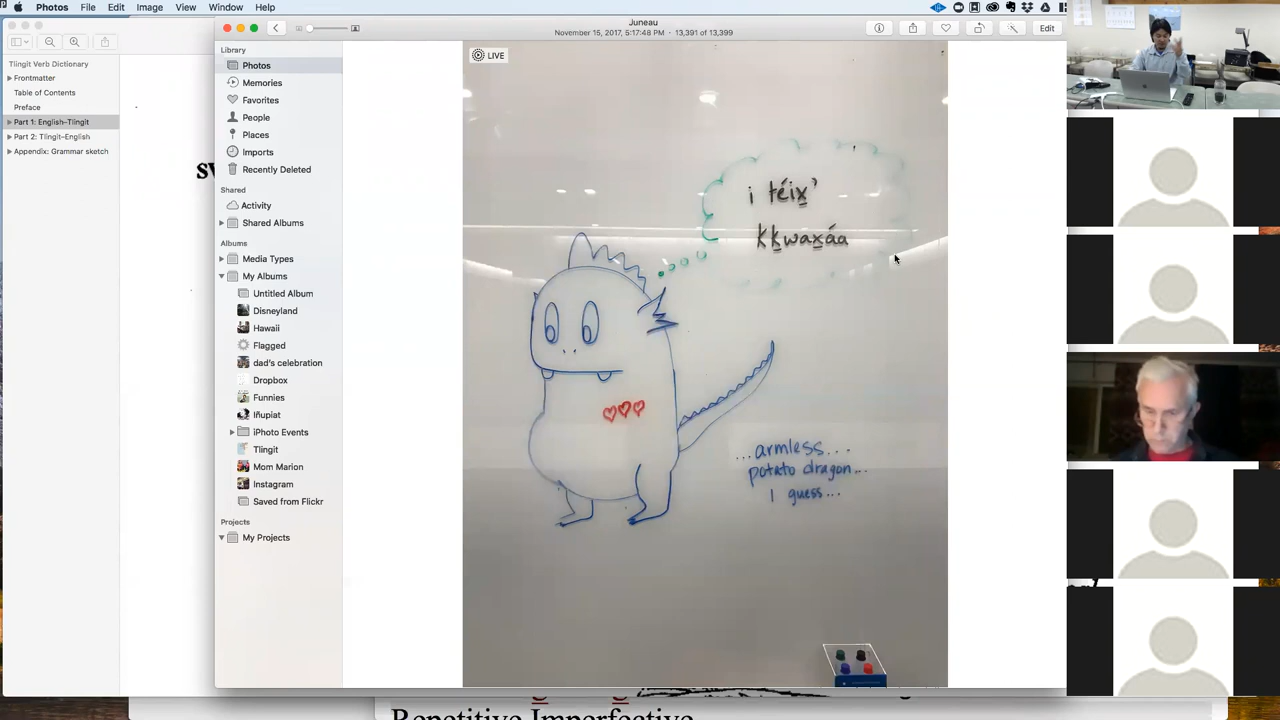 Photos File Edit Image View Window Help
Juneau
November 15, 2017, 5:17:48 PM · 13,391 of 13,399
Edit
Tlingit Verb Dictionary
Frontmatter
Table of Contents
Preface
Part 1: English–Tlingit
Part 2: Tlingit–English
Appendix: Grammar sketch
Library
Photos
Memories
Favorites
People
Places
Imports
Recently Deleted
Shared
Activity
Shared Albums
Albums
Media Types
My Albums
Untitled Album
Disneyland
Hawaii
Flagged
dad's celebration
Dropbox
Funnies
Iñupiat
iPhoto Events
Tlingit
Mom Marion
Instagram
Saved from Flickr
Projects
My Projects
LIVE
i téix̱'
kḵwax̱áa
...armless...
potato dragon...
I guess...
Repetitive Imperfective